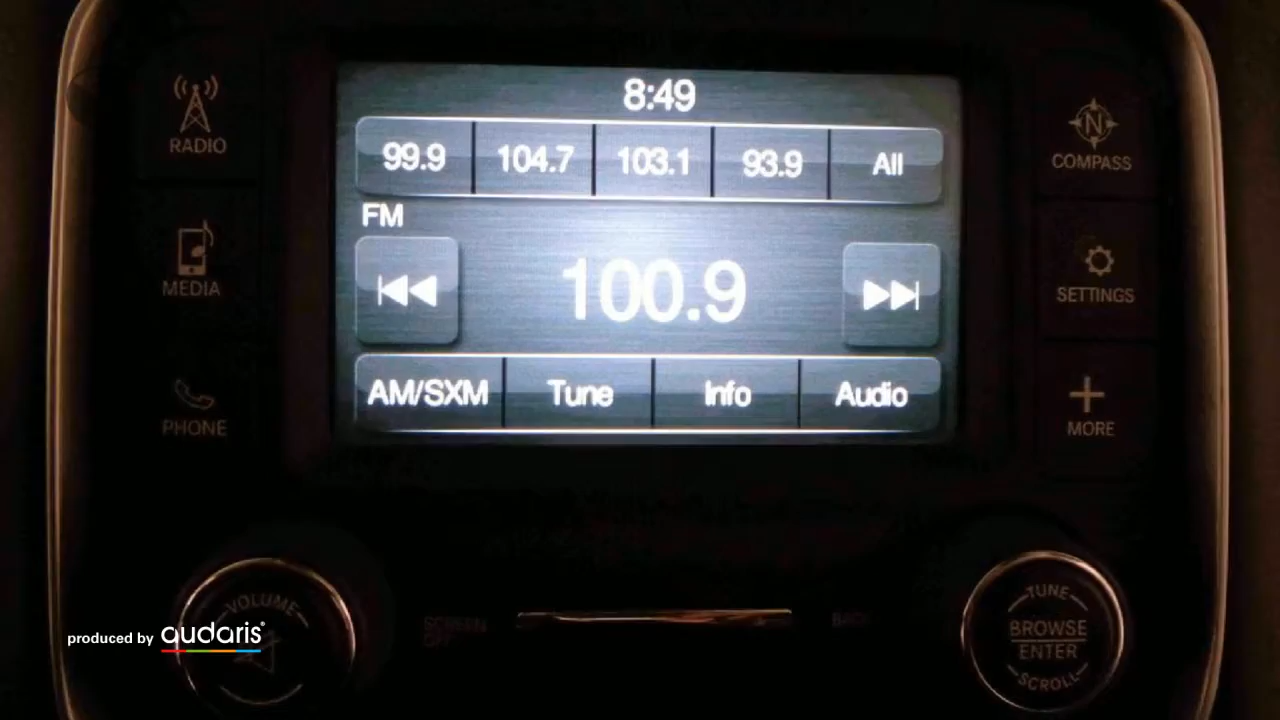 8:49
99.9 104.7 103.1 93.9 All
FM
100.9
AM/SXM Tune Info Audio
RADIO
MEDIA
PHONE
N
COMPASS
SETTINGS
MORE
VOLUME
SCREEN
OFF
BACK
TUNE
BROWSE
ENTER
SCROLL
produced by audaris